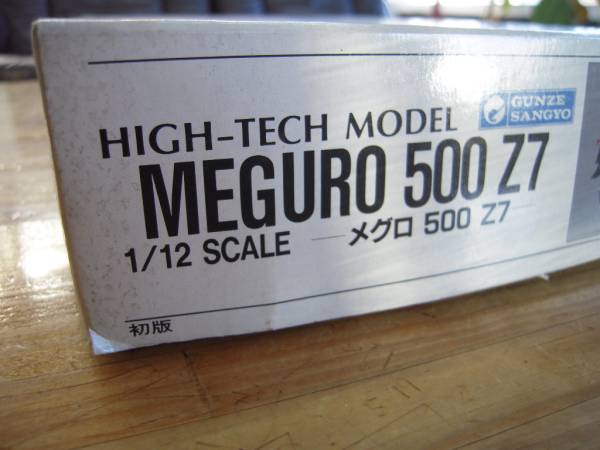 HIGH-TECH MODEL
GUNZE
SANGYO
MEGURO 500 Z7
1/12 SCALE
メグロ 500 Z7
初版